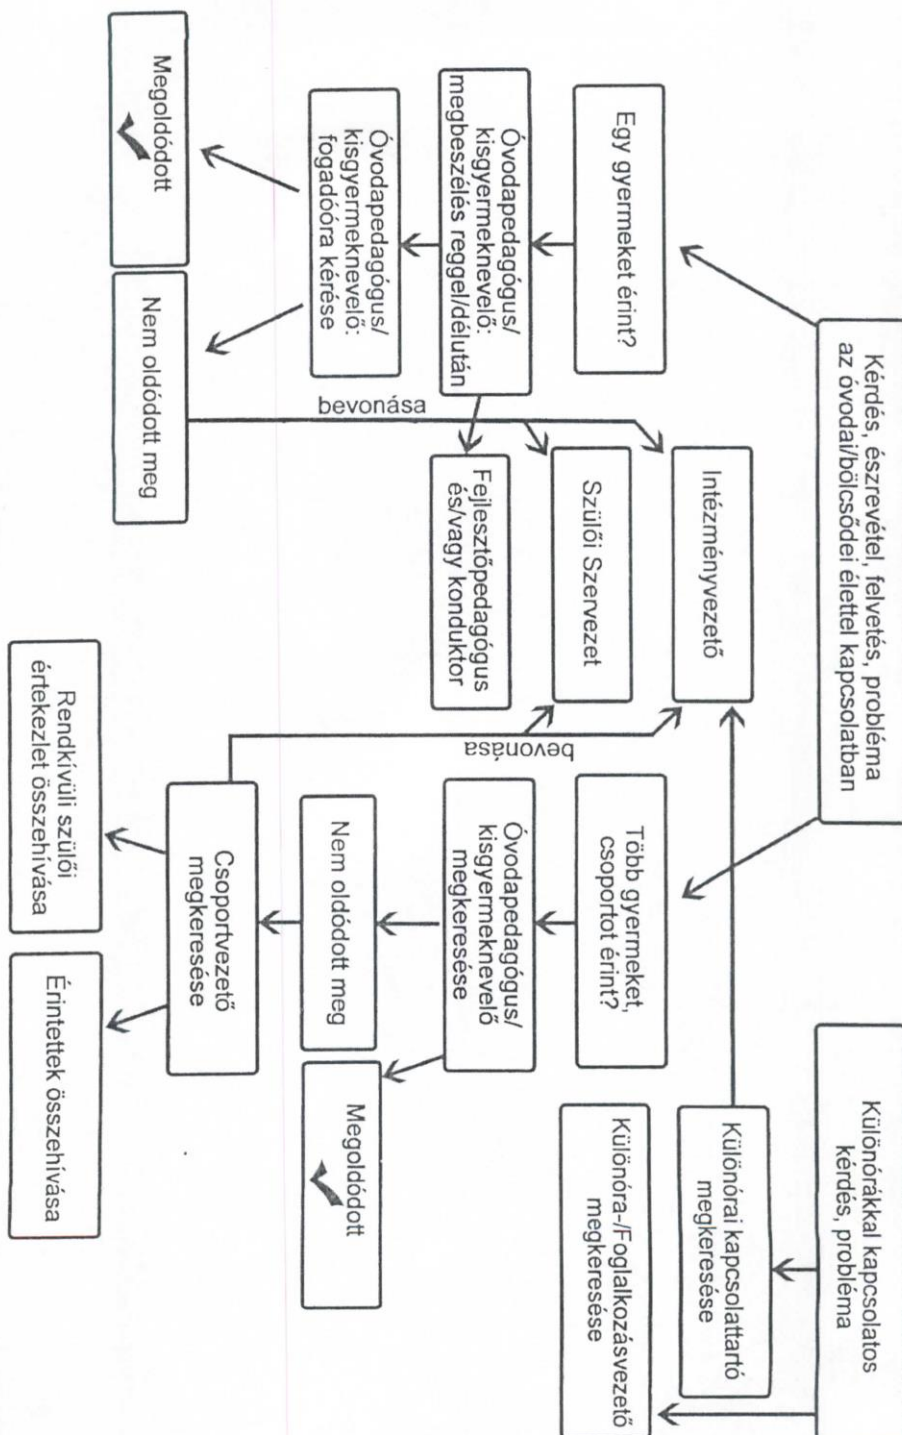 Kérdés, észrevétel, felvetés, probléma
az óvodai/bölcsődei élettel kapcsolatban
Különórákkal kapcsolatos
kérdés, probléma
Egy gyermeket érint?
Óvodapedagógus/
kisgyermeknevelő:
megbeszélés reggel/délután
Óvodapedagógus/
kisgyermeknevelő:
fogadóóra kérése
Megoldódott
Nem oldódott meg
bevonása
Intézményvezető
Szülői Szervezet
Fejlesztőpedagógus
és/vagy konduktor
bevonása
Több gyermeket,
csoportot érint?
Óvodapedagógus/
kisgyermeknevelő
megkeresése
Nem oldódott meg
Megoldódott
Csoportvezető
megkeresése
Rendkívüli szülői
értekezlet összehívása
Érintettek összehívása
Különórai kapcsolattartó
megkeresése
Különóra-/Foglalkozásvezető
megkeresése